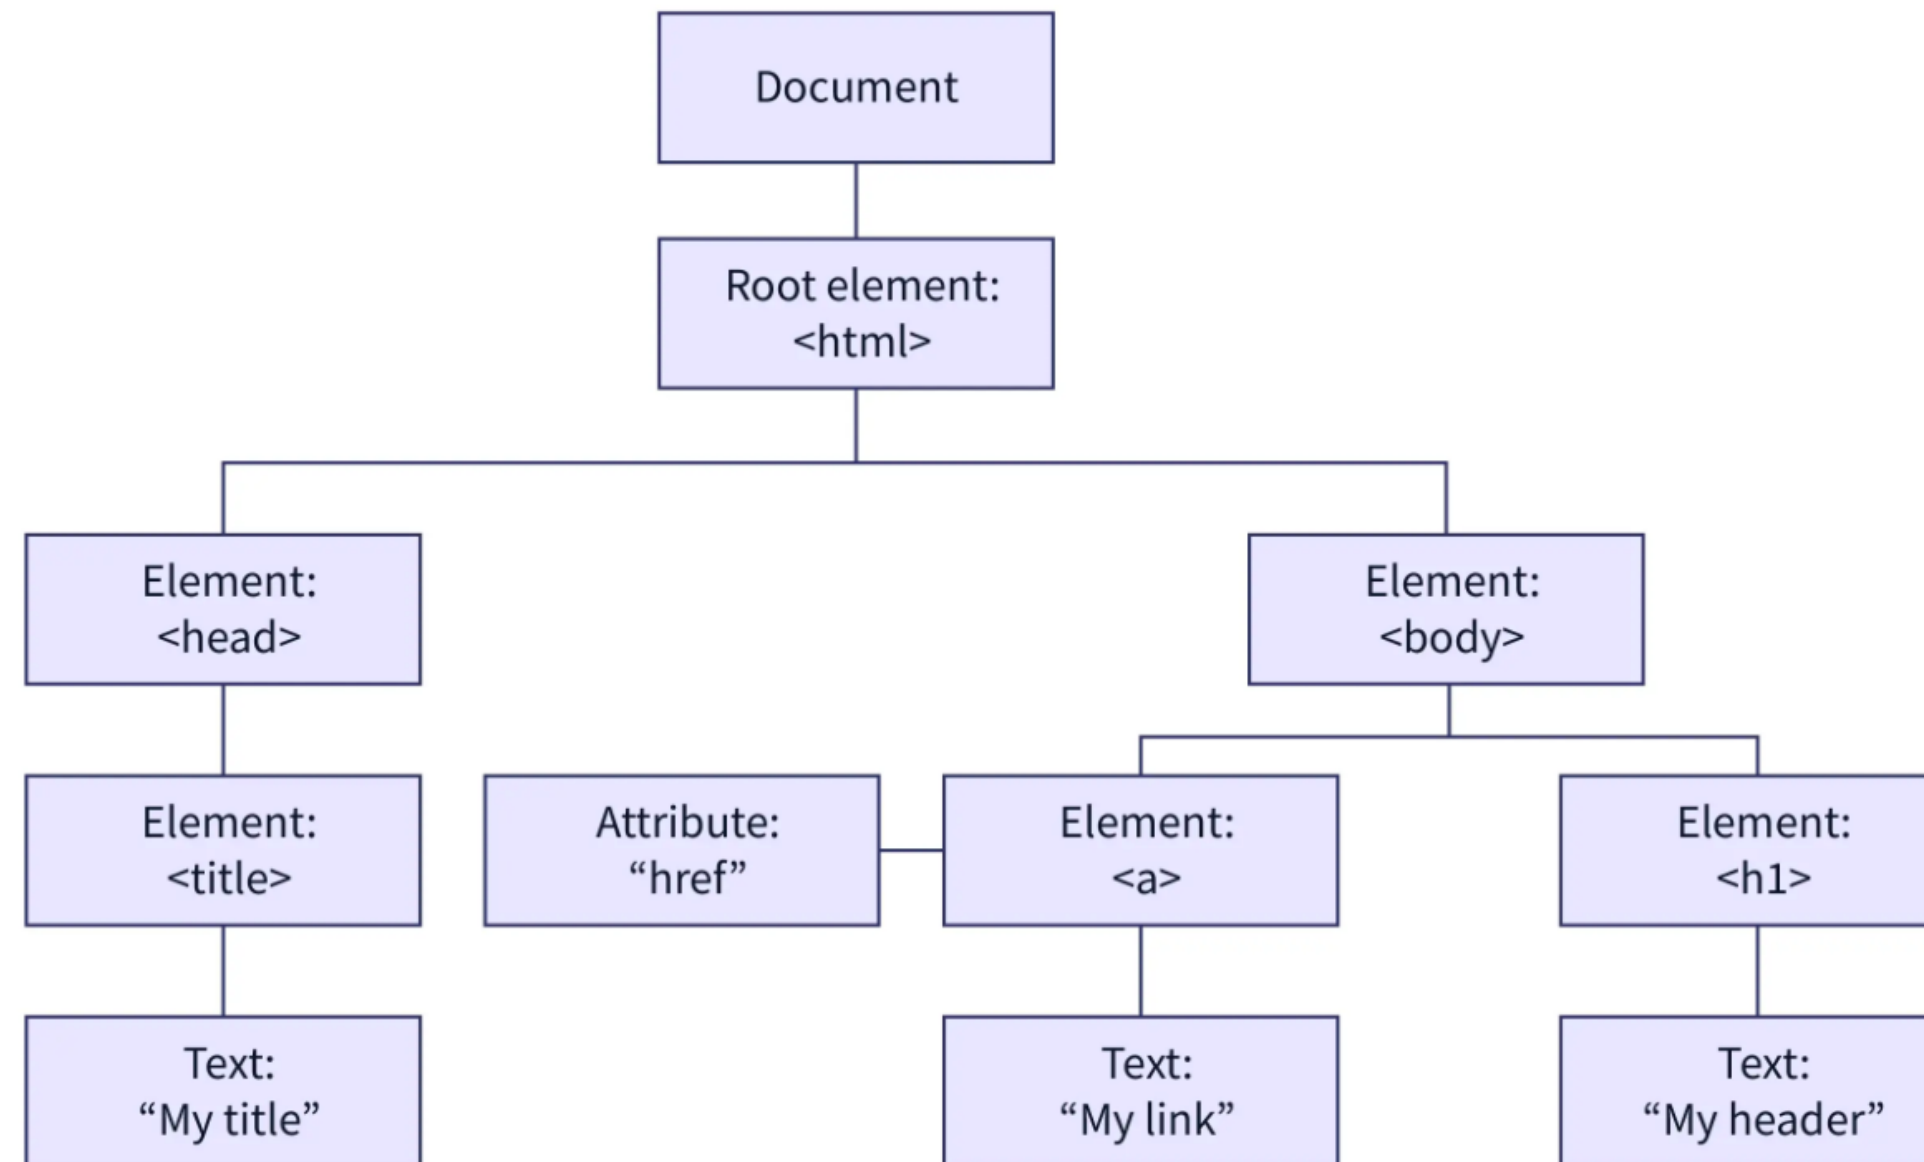 Document
Root element:
<html>
Element:
<head>
Element:
<body>
Element:
<title>
Attribute:
“href”
Element:
<a>
Element:
<h1>
Text:
“My title”
Text:
“My link”
Text:
“My header”